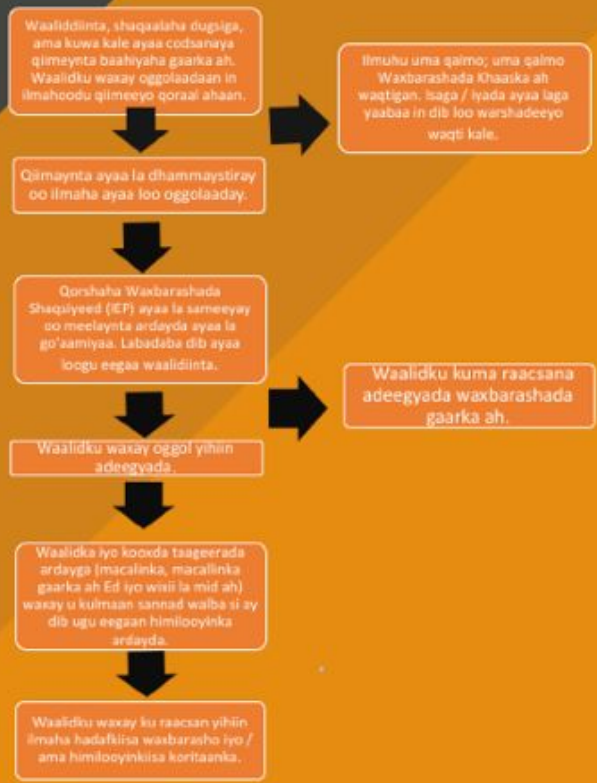 Waaliddiinta, shaqaalaha dugsiga,
ama kuwa kale ayaa codsanaya
qiimeynta baahiyaha gaarka ah.
Waalidku waxay oggolaadaan in
ilmahoodu qiimeeyo qoraal ahaan.
Ilmuhu uma qalmo; uma qalmo
Waxbarashada Khaaska ah
waqtigan. Isaga / iyada ayaa laga
yaabaa in dib loo warshadeeyo
waqti kale.
Qiimaynta ayaa la dhammaystiray
oo ilmaha ayaa loo oggolaaday.
Qorshaha Waxbarashada
Shaqsiyeed (IEP) ayaa la sameeyay
oo meelaynta ardayda ayaa la
go'aamiyaa. Labadaba dib ayaa
loogu eegaa waalidiinta.
Waalidku kuma raacsana
adeegyada waxbarashada
gaarka ah.
Waalidku waxay oggol yihiin
adeegyada.
Waalidka iyo kooxda taageerada
ardayga (macalinka, macallinka
gaarka ah Ed iyo wixii la mid ah)
waxay u kulmaan sannad walba si ay
dib ugu eegaan himilooyinka
ardayda.
Waalidku waxay ku raacsan yihiin
ilmaha hadafkiisa waxbarasho iyo /
ama himilooyinkiisa koritaanka.